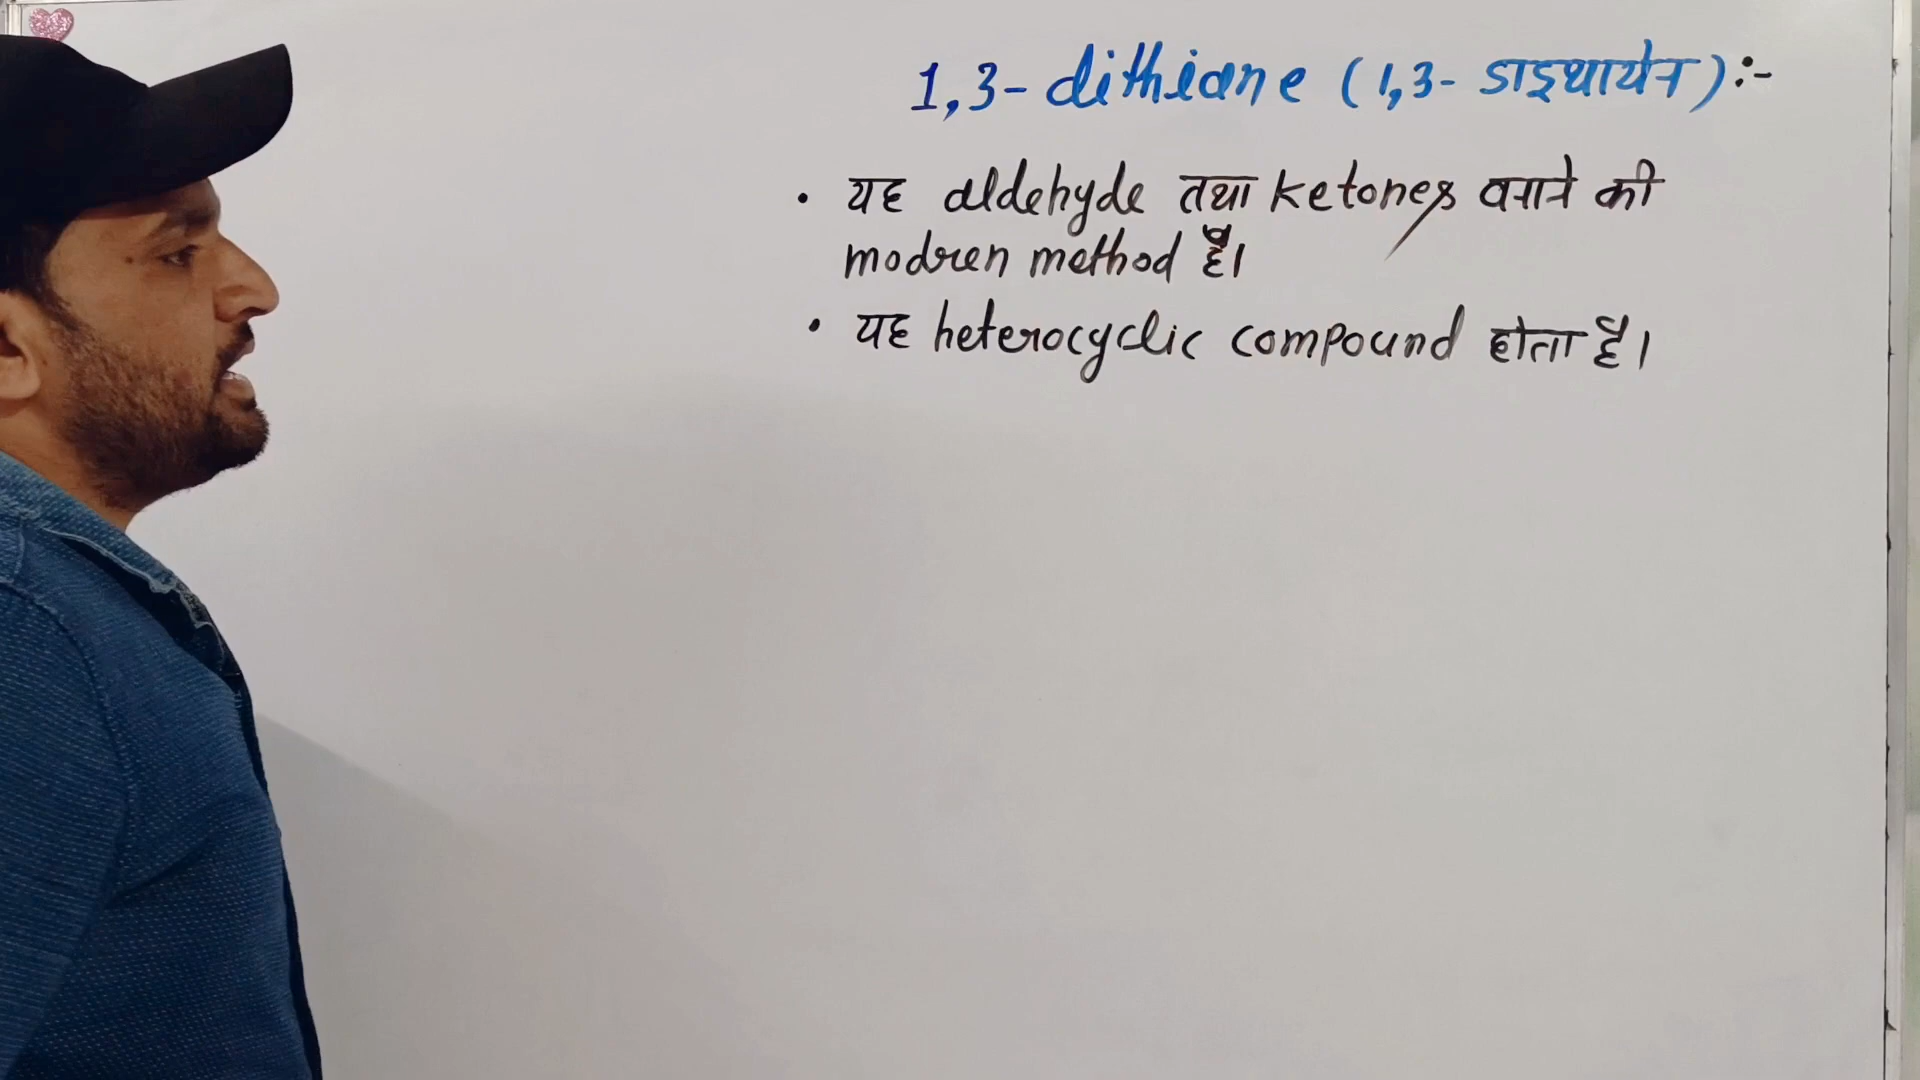 1,3- dithiane (1,3- डाइथायेन):-
• यह aldehyde तथा ketones बनाने की
modren method है।
• यह heterocyclic compound होता है।